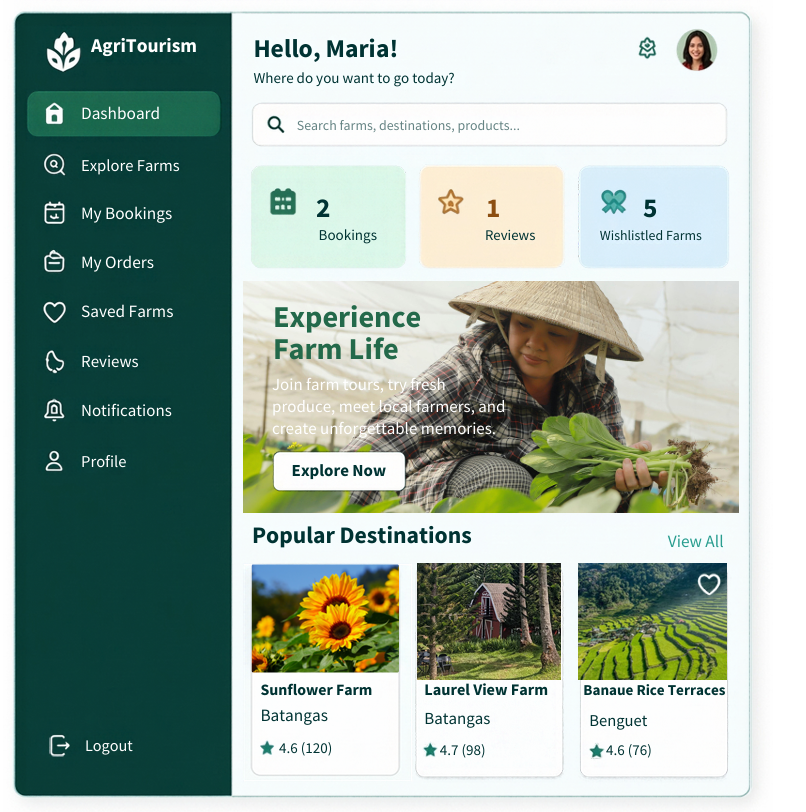 AgriTourism
Dashboard
Explore Farms
My Bookings
My Orders
Saved Farms
Reviews
Notifications
Profile
Logout
Hello, Maria!
Where do you want to go today?
Search farms, destinations, products...
2
Bookings
1
Reviews
5
Wishlistled Farms
Experience
Farm Life
Join farm tours, try fresh
produce, meet local farmers, and
create unforgettable memories.
Explore Now
Popular Destinations
View All
Sunflower Farm
Batangas
4.6 (120)
Laurel View Farm
Batangas
4.7 (98)
Banaue Rice Terraces
Benguet
4.6 (76)